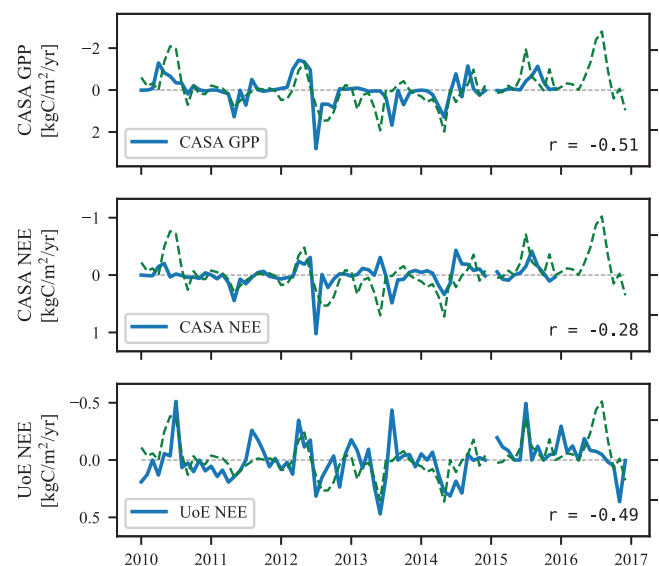 CASA GPP
[kgC/m²/yr]
−2
0
2
CASA GPP
r = -0.51
CASA NEE
[kgC/m²/yr]
−1
0
1
CASA NEE
r = -0.28
UoE NEE
[kgC/m²/yr]
−0.5
0.0
0.5
UoE NEE
r = -0.49
2010 2011 2012 2013 2014 2015 2016 2017